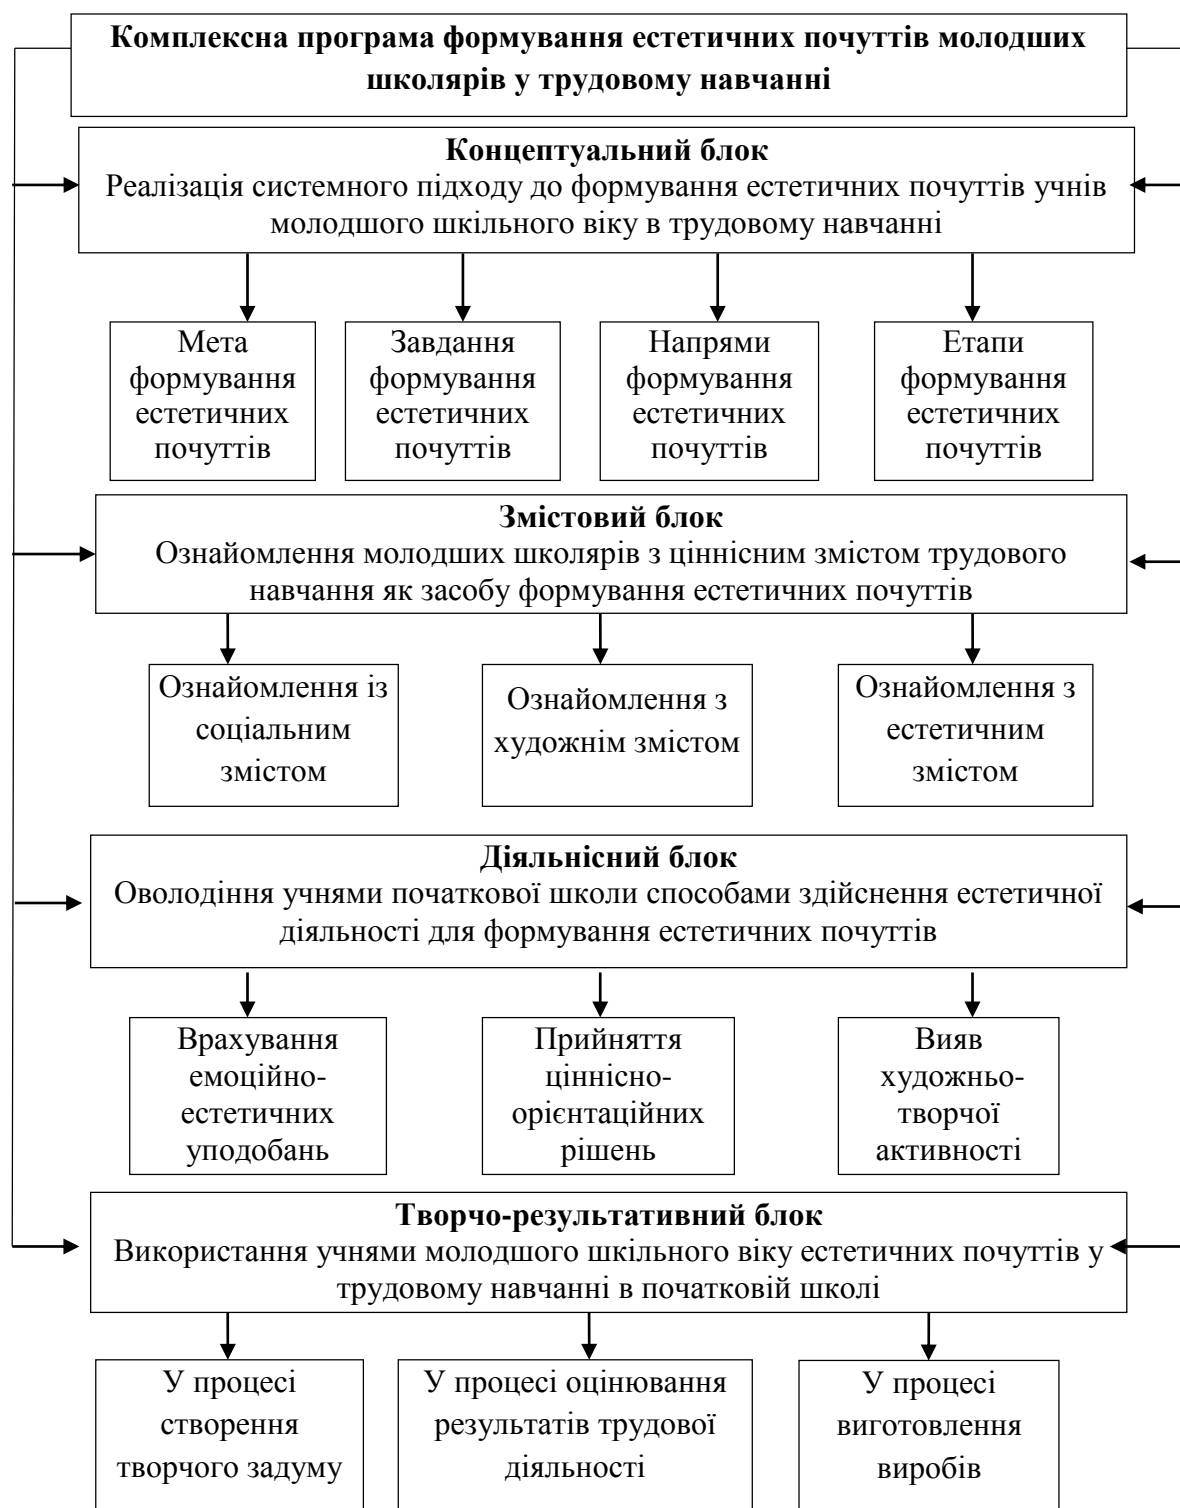 Комплексна програма формування естетичних почуттів молодших
школярів у трудовому навчанні
Концептуальний блок
Реалізація системного підходу до формування естетичних почуттів учнів
молодшого шкільного віку в трудовому навчанні
Мета
формування
естетичних
почуттів
Завдання
формування
естетичних
почуттів
Напрями
формування
естетичних
почуттів
Етапи
формування
естетичних
почуттів
Змістовий блок
Ознайомлення молодших школярів з ціннісним змістом трудового
навчання як засобу формування естетичних почуттів
Ознайомлення із
соціальним
змістом
Ознайомлення з
художнім змістом
Ознайомлення з
естетичним
змістом
Діяльнісний блок
Оволодіння учнями початкової школи способами здійснення естетичної
діяльності для формування естетичних почуттів
Врахування
емоційно-
естетичних
уподобань
Прийняття
ціннісно-
орієнтаційних
рішень
Вияв
художньо-
творчої
активності
Творчо-результативний блок
Використання учнями молодшого шкільного віку естетичних почуттів у
трудовому навчанні в початковій школі
У процесі
створення
творчого задуму
У процесі оцінювання
результатів трудової
діяльності
У процесі
виготовлення
виробів